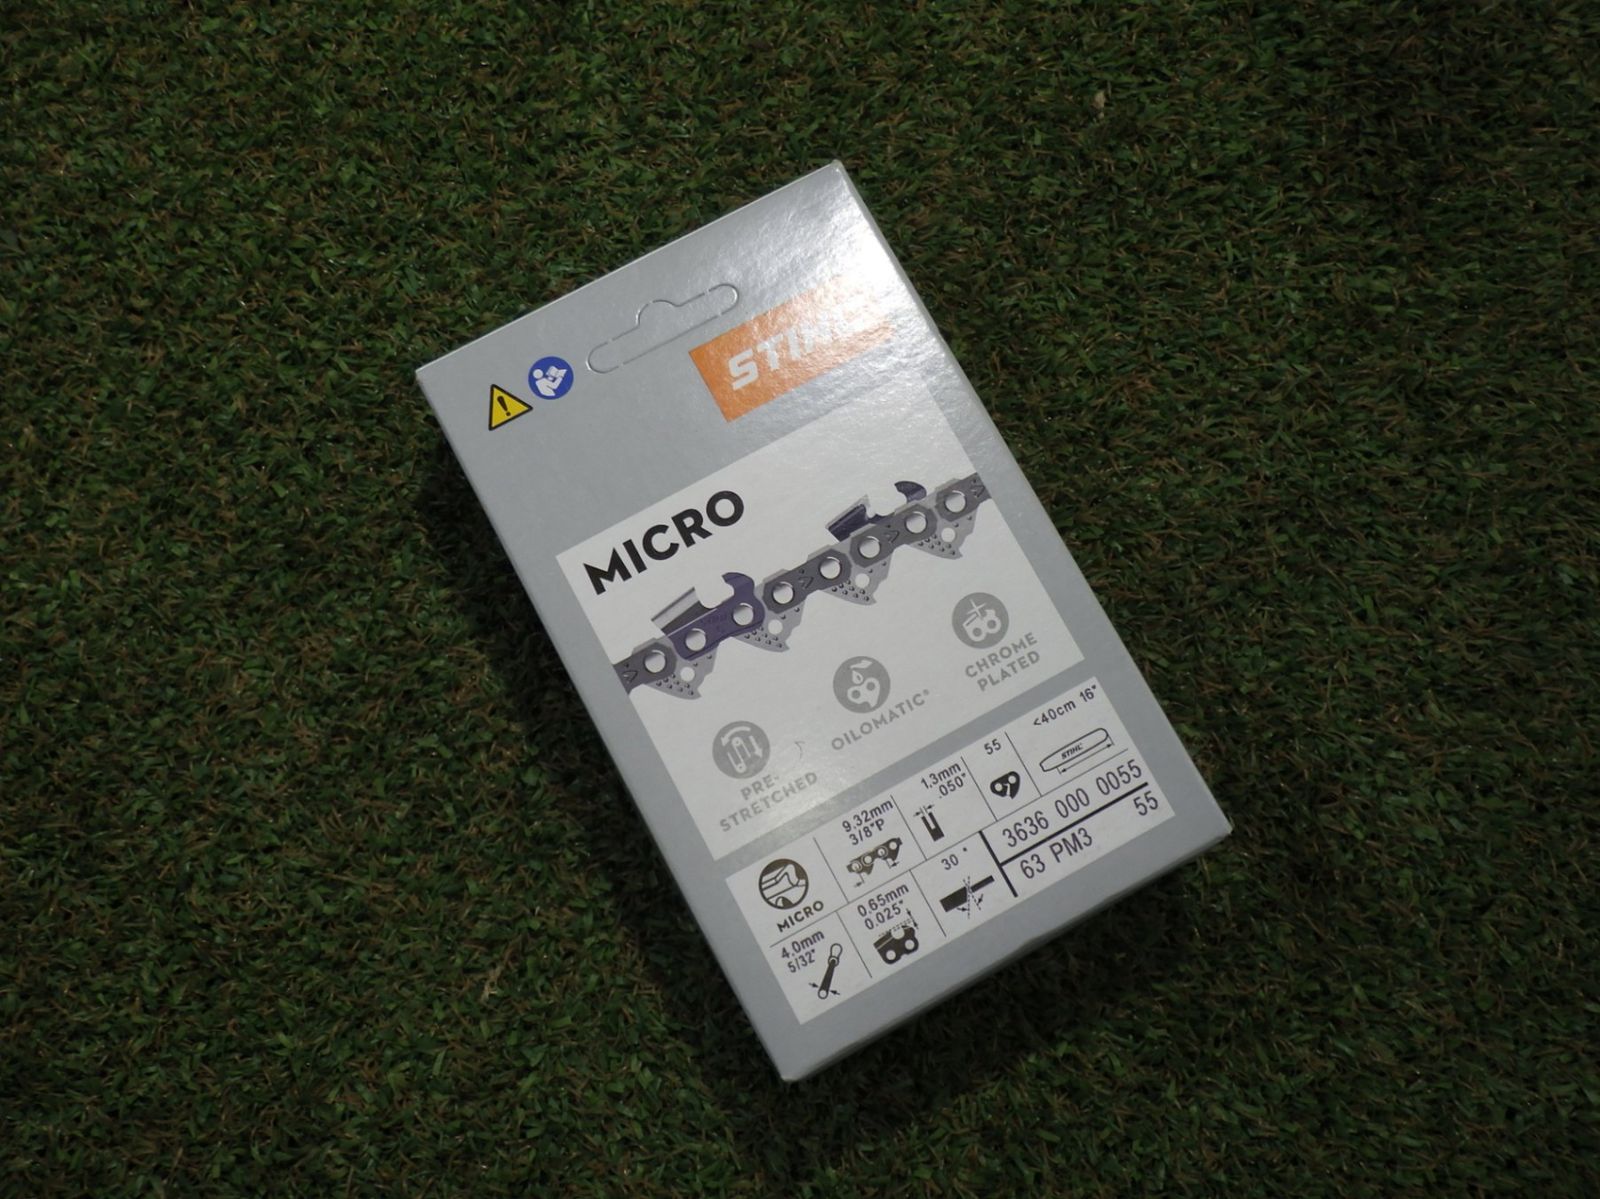 STIHL
MICRO
PRE-
STRETCHED
OILOMATIC®
CHROME
PLATED
MICRO
9,32mm
3/8"P
1,3mm
.050"
55
<40cm 16"
STIHL
4.0mm
5/32"
0,65mm
0.025"
30 °
3636 000 0055
63 PM3 55